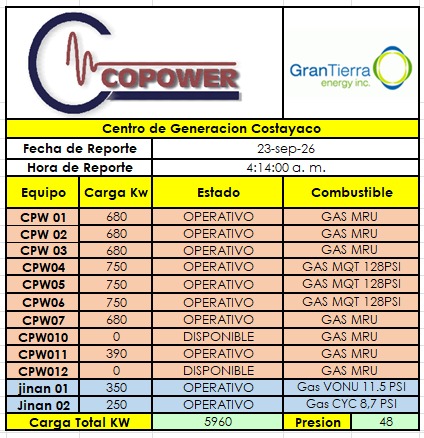 COPOWER
GranTierra
energy inc.
Centro de Generacion Costayaco
Fecha de Reporte 23-sep-26
Hora de Reporte 4:14:00 a. m.
Equipo Carga Kw Estado Combustible
CPW 01 680 OPERATIVO GAS MRU
CPW 02 680 OPERATIVO GAS MRU
CPW 03 680 OPERATIVO GAS MRU
CPW04 750 OPERATIVO GAS MQT 128PSI
CPW05 750 OPERATIVO GAS MQT 128PSI
CPW06 750 OPERATIVO GAS MQT 128PSI
CPW07 680 OPERATIVO GAS MRU
CPW010 0 DISPONIBLE GAS MRU
CPW011 390 OPERATIVO GAS MRU
CPW012 0 DISPONIBLE GAS MRU
jinan 01 350 OPERATIVO Gas VONU 11.5 PSI
Jinan 02 250 OPERATIVO Gas CYC 8,7 PSI
Carga Total KW 5960 Presion 48